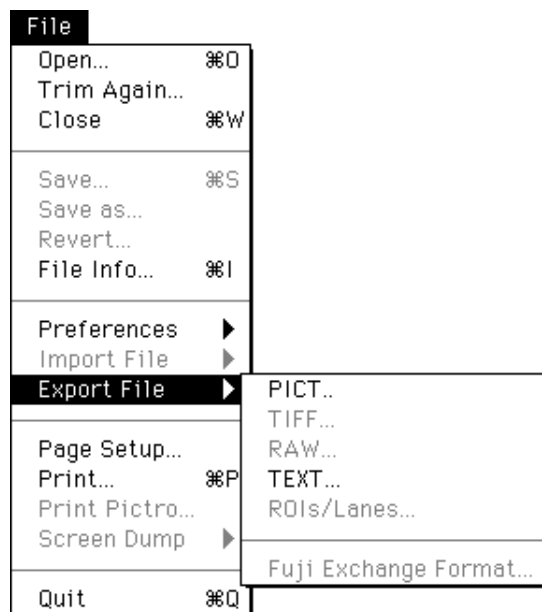 File
Open... ⌘O
Trim Again...
Close ⌘W
Save... ⌘S
Save as...
Revert...
File Info... ⌘I
Preferences
Import File
Export File
PICT..
TIFF...
RAW...
TEXT...
ROIs/Lanes...
Fuji Exchange Format...
Page Setup...
Print... ⌘P
Print Pictro...
Screen Dump
Quit ⌘Q